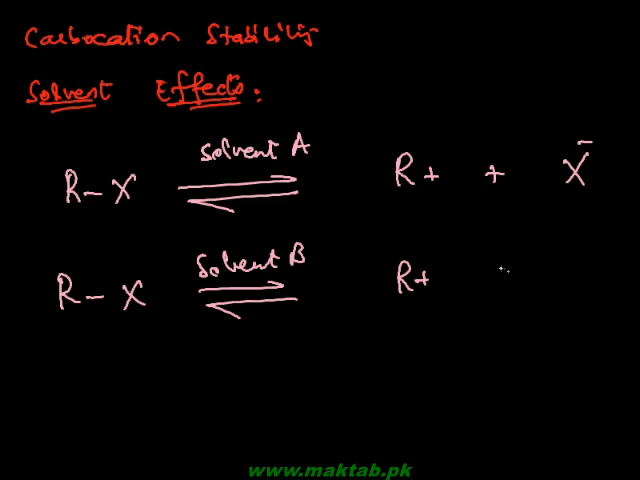 Carbocation Stability
Solvent Effects:
R - X ⇌ Solvent A R+ + X⁻
R - X ⇌ Solvent B R+
www.maktab.pk